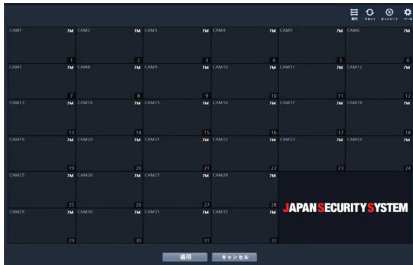 CAM1 7M CAM2 7M CAM3 7M CAM4 7M CAM5 7M CAM6 7M
1 2 3 4 5 6
CAM7 7M CAM8 7M CAM9 7M CAM10 7M CAM11 7M CAM12 7M
7 8 9 10 11 12
CAM13 7M CAM14 7M CAM15 7M CAM16 7M CAM17 7M CAM18 7M
13 14 15 16 17 18
CAM19 7M CAM20 7M CAM21 7M CAM22 7M CAM23 7M CAM24 7M
19 20 21 22 23 24
CAM25 7M CAM26 7M CAM27 7M CAM28 7M
25 26 27 28
JAPAN SECURITY SYSTEM
CAM29 7M CAM30 7M CAM31 7M CAM32 7M
29 30 31 32
適用 キャンセル